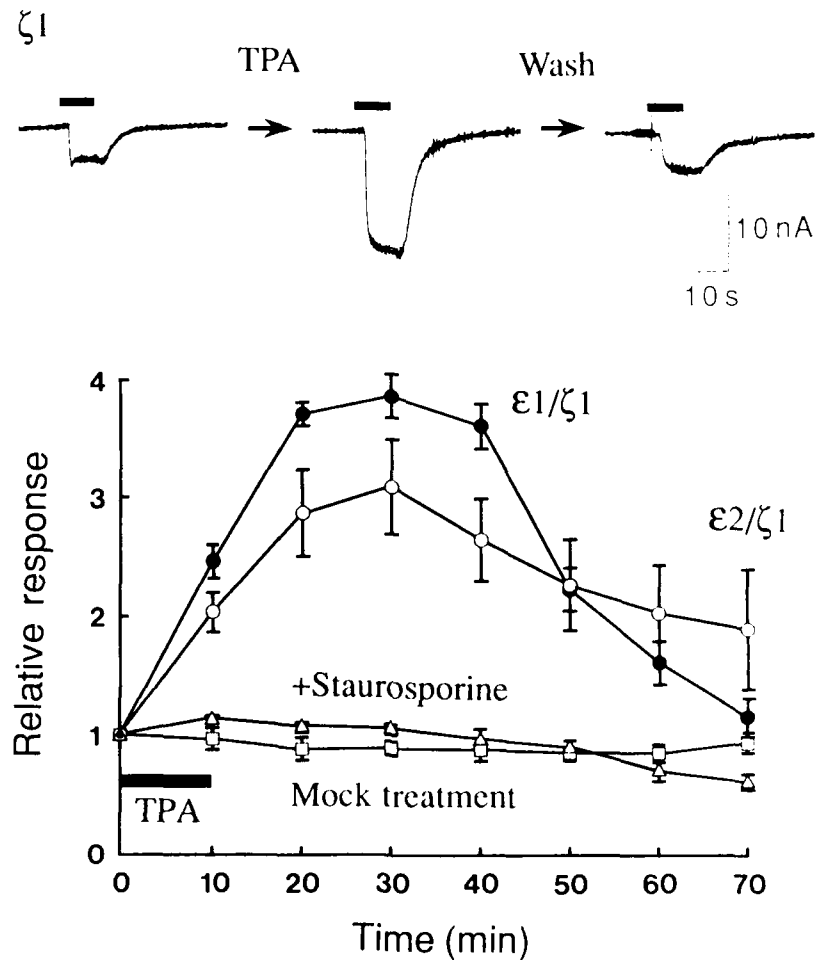 ζ1
TPA
Wash
10 nA
10 s
4
ε1/ζ1
3
ε2/ζ1
2
+Staurosporine
1
Mock treatment
TPA
0
0 10 20 30 40 50 60 70
Time (min)
Relative response